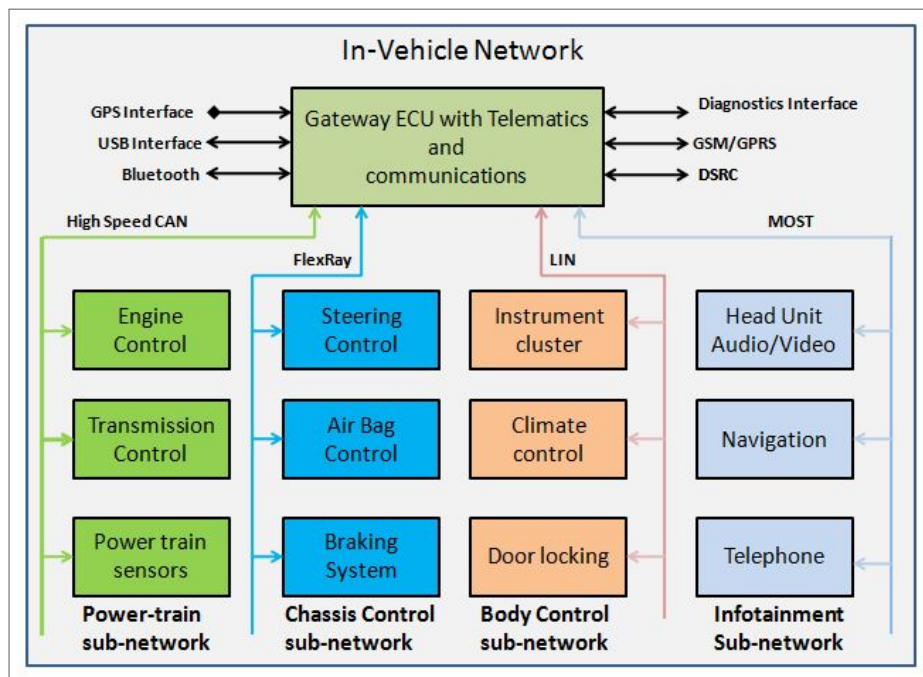 In-Vehicle Network
GPS Interface
USB Interface
Bluetooth
Gateway ECU with Telematics
and
communications
Diagnostics Interface
GSM/GPRS
DSRC
High Speed CAN
FlexRay
LIN
MOST
Engine
Control
Transmission
Control
Power train
sensors
Power-train
sub-network
Steering
Control
Air Bag
Control
Braking
System
Chassis Control
sub-network
Instrument
cluster
Climate
control
Door locking
Body Control
sub-network
Head Unit
Audio/Video
Navigation
Telephone
Infotainment
Sub-network